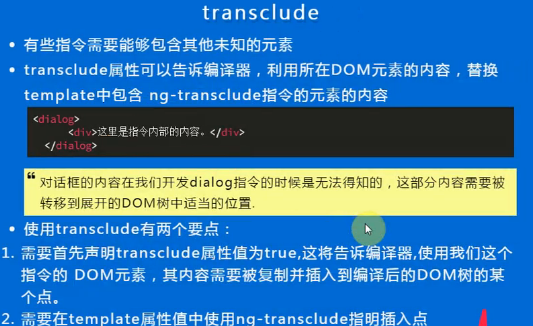 transclude
• 有些指令需要能够包含其他未知的元素
• transclude属性可以告诉编译器，利用所在DOM元素的内容，替换
template中包含 ng-transclude指令的元素的内容
<dialog>
<div>这里是指令内部的内容。</div>
</dialog>
“ 对话框的内容在我们开发dialog指令的时候是无法得知的，这部分内容需要被
转移到展开的DOM树中适当的位置.
• 使用transclude有两个要点：
1. 需要首先声明transclude属性值为true,这将告诉编译器,使用我们这个
指令的 DOM元素，其内容需要被复制并插入到编译后的DOM树的某
个点。
2. 需要在template属性值中使用ng-transclude指明插入点